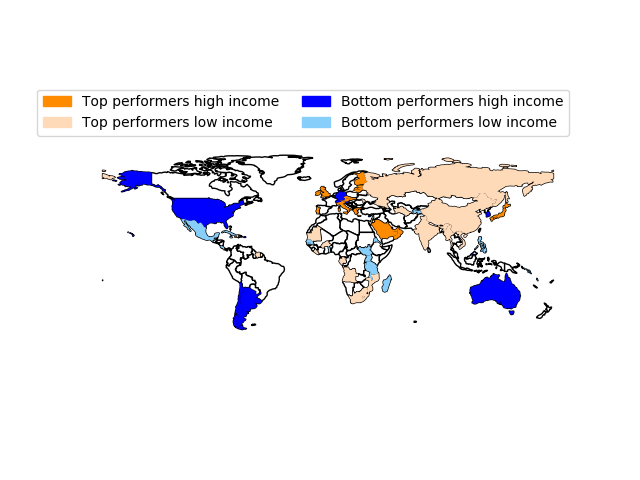 Top performers high income
Top performers low income
Bottom performers high income
Bottom performers low income